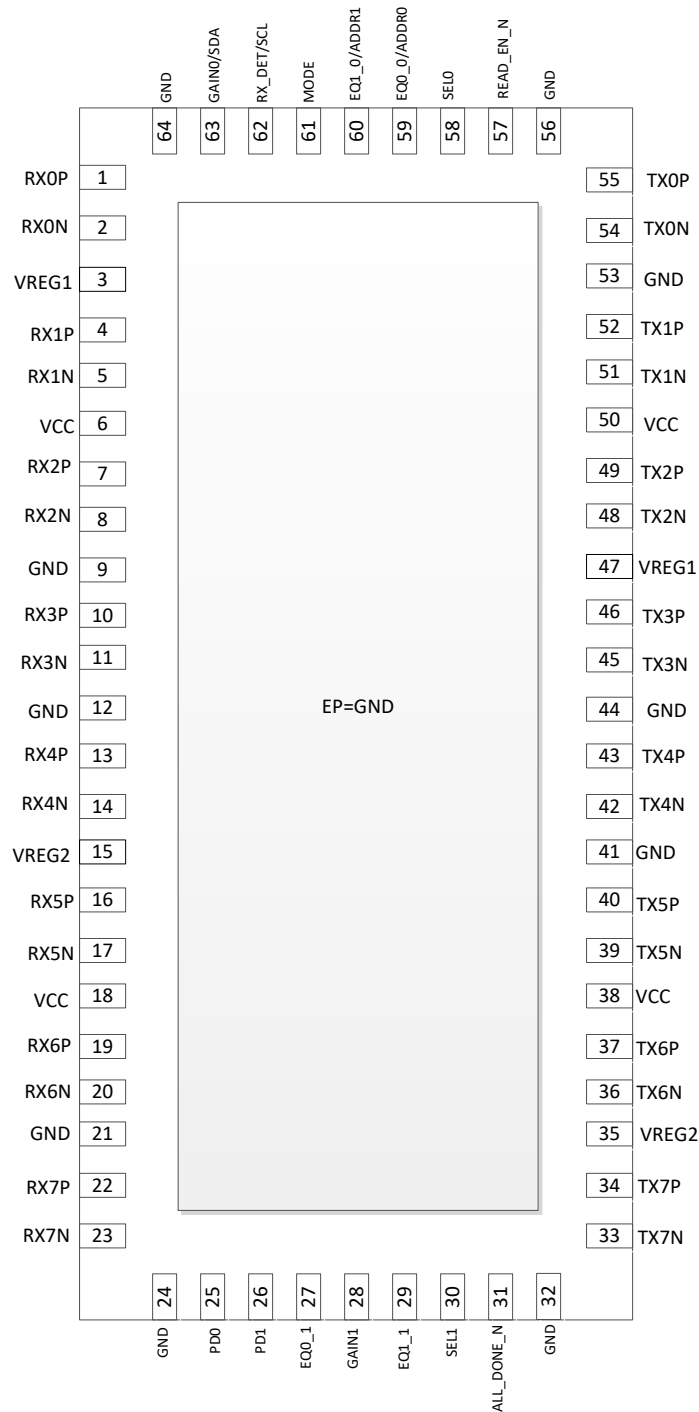 GND
GAIN0/SDA
RX_DET/SCL
MODE
EQ1_0/ADDR1
EQ0_0/ADDR0
SEL0
READ_EN_N
GND
64
63
62
61
60
59
58
57
56
RX0P 1
RX0N 2
VREG1 3
RX1P 4
RX1N 5
VCC 6
RX2P 7
RX2N 8
GND 9
RX3P 10
RX3N 11
GND 12
RX4P 13
RX4N 14
VREG2 15
RX5P 16
RX5N 17
VCC 18
RX6P 19
RX6N 20
GND 21
RX7P 22
RX7N 23
EP=GND
55 TX0P
54 TX0N
53 GND
52 TX1P
51 TX1N
50 VCC
49 TX2P
48 TX2N
47 VREG1
46 TX3P
45 TX3N
44 GND
43 TX4P
42 TX4N
41 GND
40 TX5P
39 TX5N
38 VCC
37 TX6P
36 TX6N
35 VREG2
34 TX7P
33 TX7N
24
25
26
27
28
29
30
31
32
GND
PD0
PD1
EQ0_1
GAIN1
EQ1_1
SEL1
ALL_DONE_N
GND